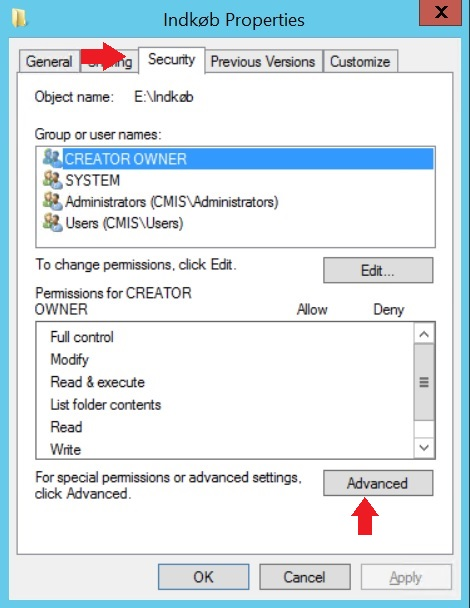 Indkøb Properties
X
General
Security
Previous Versions
Customize
Object name: E:\Indkøb
Group or user names:
CREATOR OWNER
SYSTEM
Administrators (CMIS\Administrators)
Users (CMIS\Users)
To change permissions, click Edit.
Edit...
Permissions for CREATOR
OWNER
Allow
Deny
Full control
Modify
Read & execute
List folder contents
Read
Write
For special permissions or advanced settings,
click Advanced.
Advanced
OK
Cancel
Apply